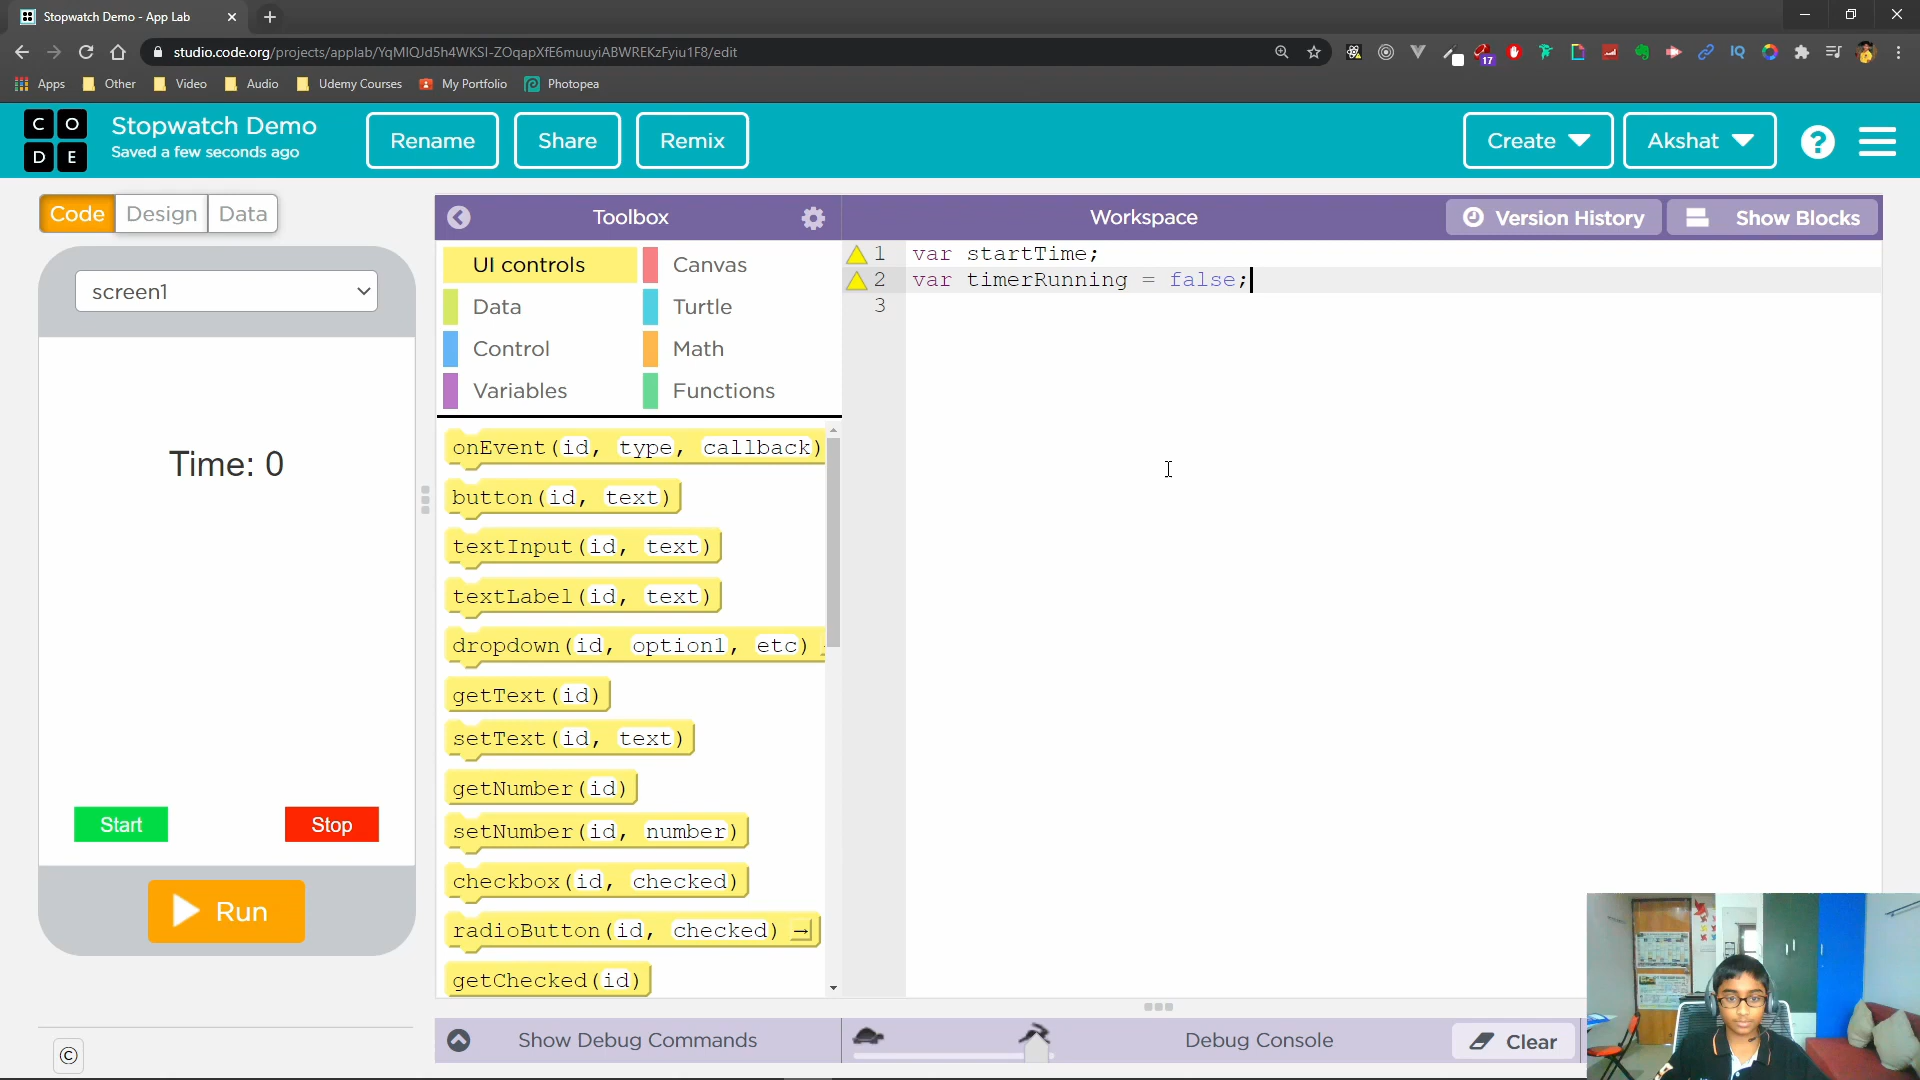 Stopwatch Demo - App Lab
studio.code.org/projects/applab/YqMIQJd5h4WKSI-ZOqapXfE6muuyiABWREKzFyiu1F8/edit
17
IQ
Apps
Other
Video
Audio
Udemy Courses
My Portfolio
Photopea
C O
D E
Stopwatch Demo
Saved a few seconds ago
Rename
Share
Remix
Create
Akshat
?
Code
Design
Data
screen1
Time: 0
Start
Stop
Run
©
Toolbox
UI controls
Canvas
Data
Turtle
Control
Math
Variables
Functions
onEvent(id, type, callback)
button(id, text)
textInput(id, text)
textLabel(id, text)
dropdown(id, option1, etc)
getText(id)
setText(id, text)
getNumber(id)
setNumber(id, number)
checkbox(id, checked)
radioButton(id, checked) →
getChecked(id)
Workspace
Version History
Show Blocks
1 var startTime;
2 var timerRunning = false;
3
Show Debug Commands
Debug Console
Clear